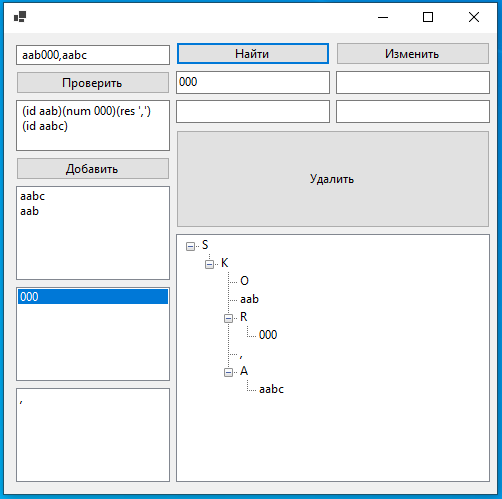 aab000,aabc
Найти
Изменить
Проверить
000
(id aab)(num 000)(res ',')
(id aabc)
Добавить
Удалить
aabc
aab
S
K
O
aab
R
000
,
A
aabc
000
,